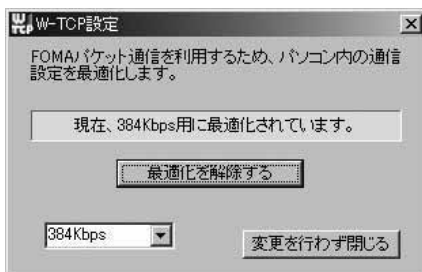 W-TCP設定
FOMAパケット通信を利用するため、パソコン内の通信
設定を最適化します。
現在、384Kbps用に最適化されています。
最適化を解除する
384Kbps
変更を行わず閉じる